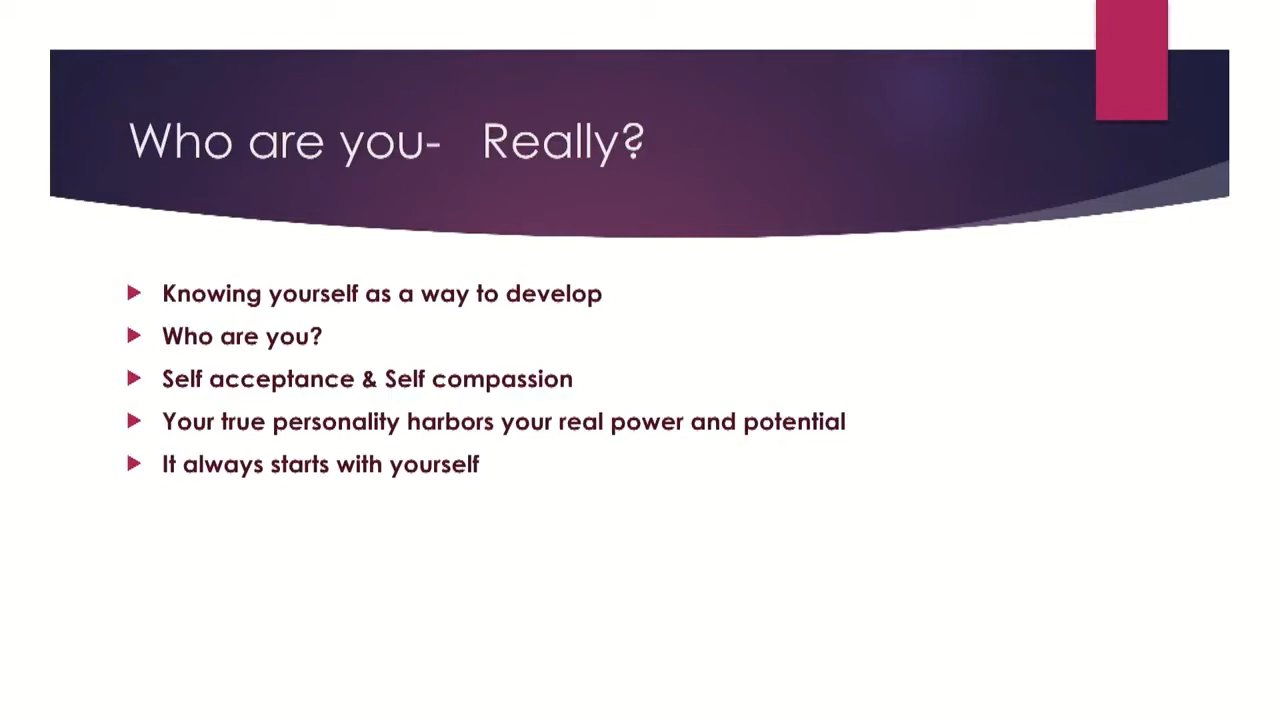 Who are you-   Really?
Knowing yourself as a way to develop
Who are you?
Self acceptance & Self compassion
Your true personality harbors your real power and potential
It always starts with yourself